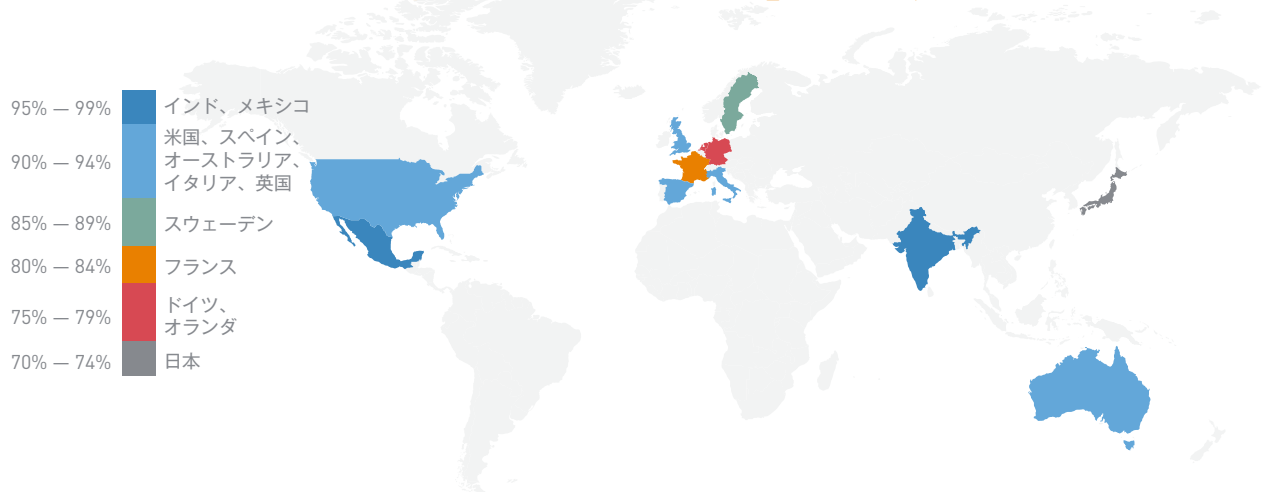 95% — 99% インド、メキシコ
90% — 94% 米国、スペイン、
オーストラリア、
イタリア、英国
85% — 89% スウェーデン
80% — 84% フランス
75% — 79% ドイツ、
オランダ
70% — 74% 日本